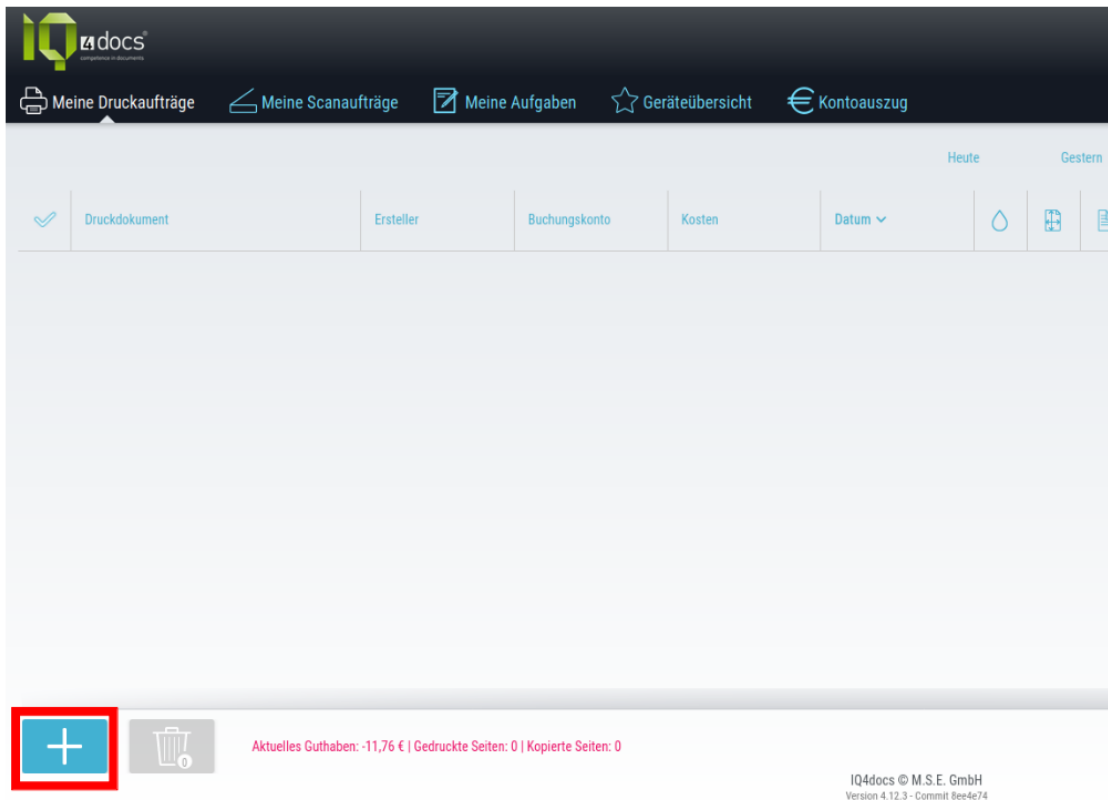 IQ4docs®
competence in documents
Meine Druckaufträge Meine Scanaufträge Meine Aufgaben Geräteübersicht Kontoauszug
Heute Gestern
Druckdokument Ersteller Buchungskonto Kosten Datum
0
Aktuelles Guthaben: -11,76 € | Gedruckte Seiten: 0 | Kopierte Seiten: 0
IQ4docs © M.S.E. GmbH
Version 4.12.3 - Commit 8ee4e74